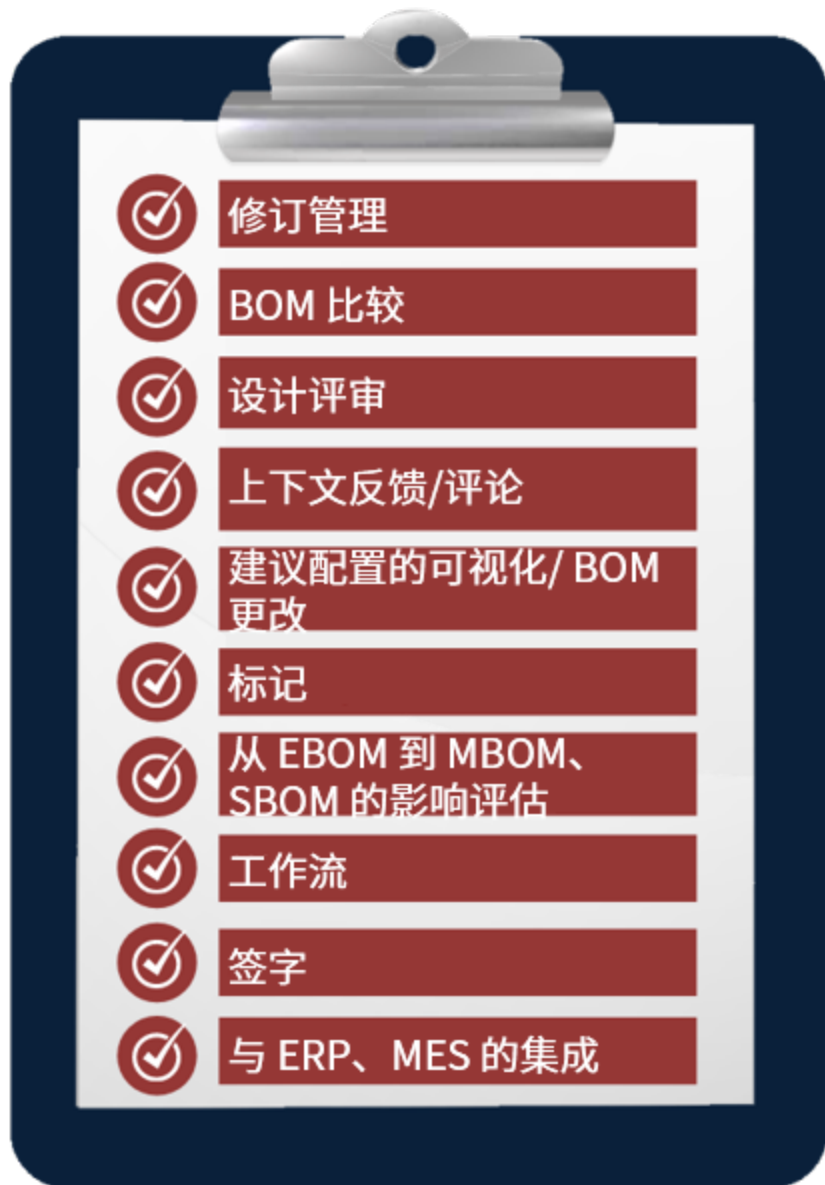 修订管理
BOM 比较
设计评审
上下文反馈/评论
建议配置的可视化/ BOM
更改
标记
从 EBOM 到 MBOM、
SBOM 的影响评估
工作流
签字
与 ERP、MES 的集成